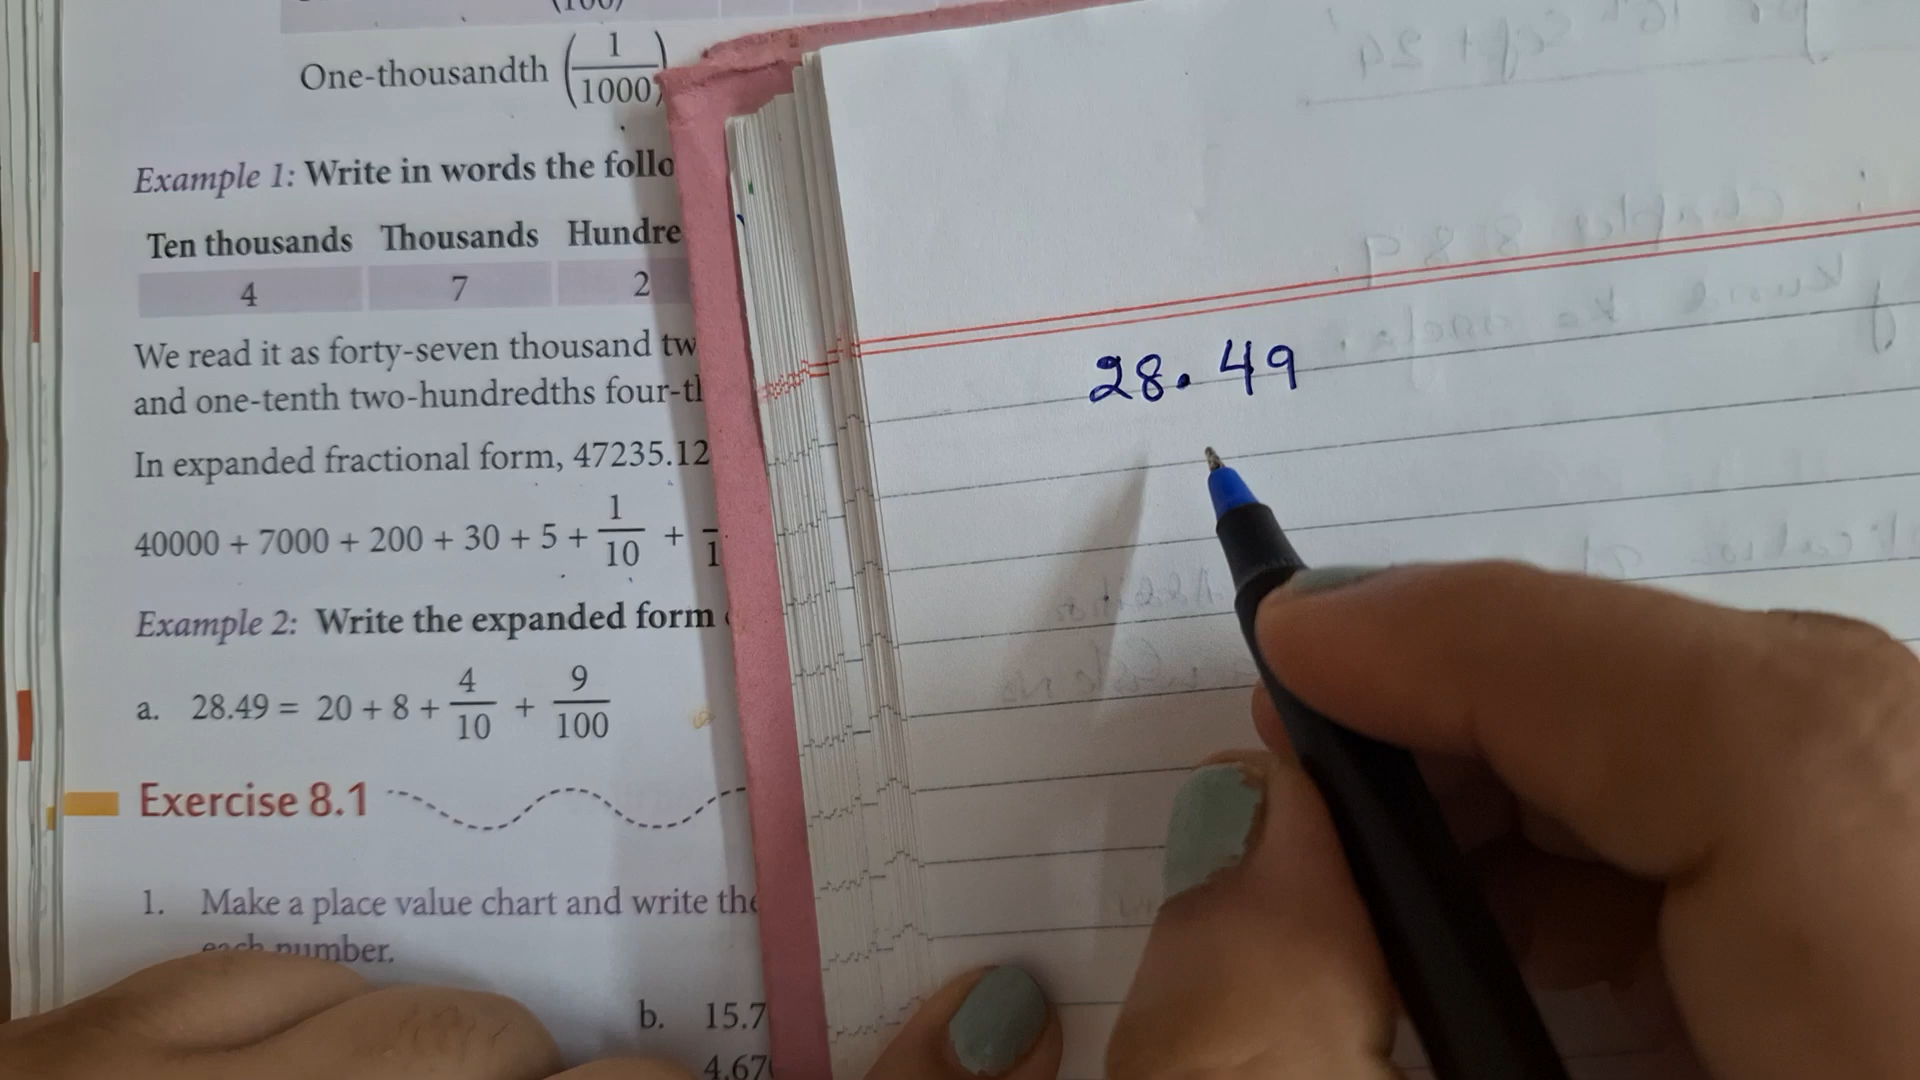 One-thousandth (1/1000)
Example 1: Write in words the follo
Ten thousands Thousands Hundre
4 7 2
We read it as forty-seven thousand tw
and one-tenth two-hundredths four-th
In expanded fractional form, 47235.12
40000 + 7000 + 200 + 30 + 5 + 1/10 +
Example 2: Write the expanded form
a. 28.49 = 20 + 8 + 4/10 + 9/100
Exercise 8.1
1. Make a place value chart and write the
each number.
b. 15.7
4.67
28.49